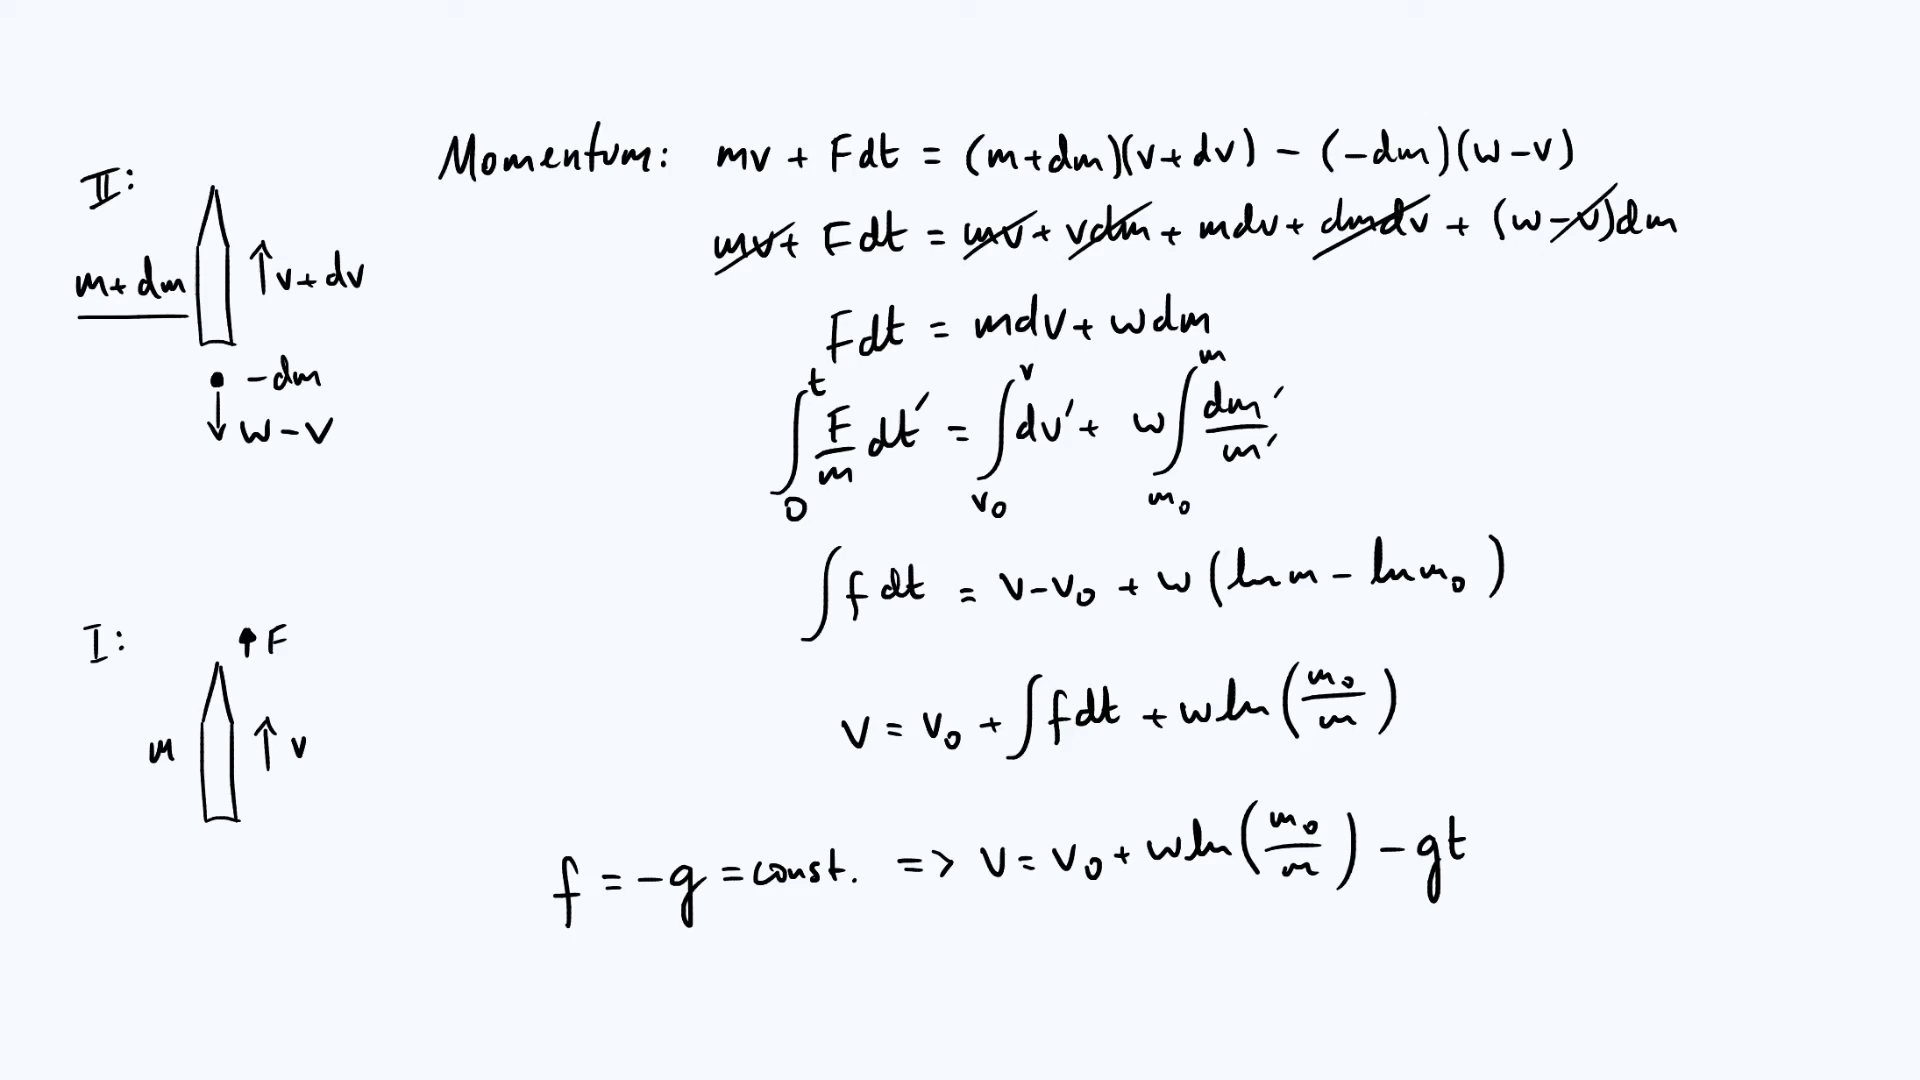 II:
m+dm
↑v+dv
-dm
↓ w-v
I:
↑F
m
↑v
Momentum: mv + Fdt = (m+dm)(v+dv) - (-dm)(w-v)
mv + Fdt = mv + vdm + mdv + dmdv + (w-v)dm
Fdt = mdv + wdm
∫₀ᵗ F/m dt' = ∫_{v₀}^{v} dv' + w ∫_{m₀}^{m} dm'/m'
∫f dt = v-v₀ + w(ln m - ln m₀)
v = v₀ + ∫f dt + w ln(m₀/m)
f = -g = const. => v = v₀ + w ln(m₀/m) - gt